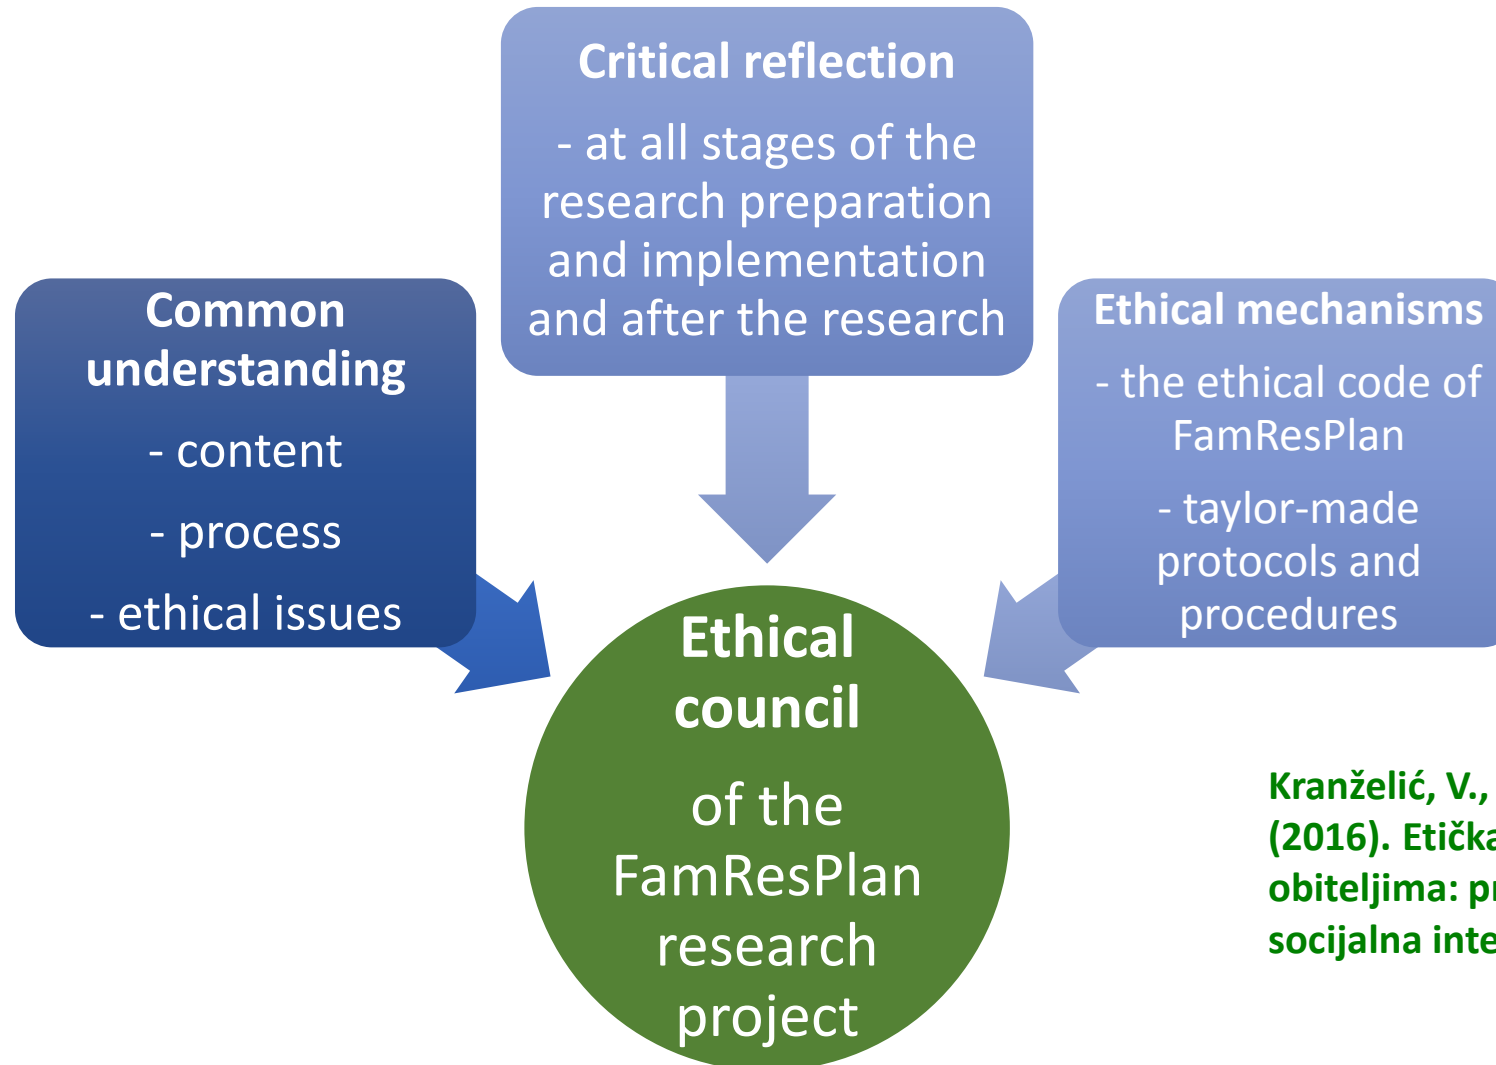 Critical reflection
- at all stages of the
research preparation
and implementation
and after the research
Common
understanding
- content
- process
- ethical issues
Ethical mechanisms
- the ethical code of
FamResPlan
- taylor-made
protocols and
procedures
Ethical
council
of the
FamResPlan
research
project
Kranželić, V.,
(2016). Etička
obiteljima:
socijalna